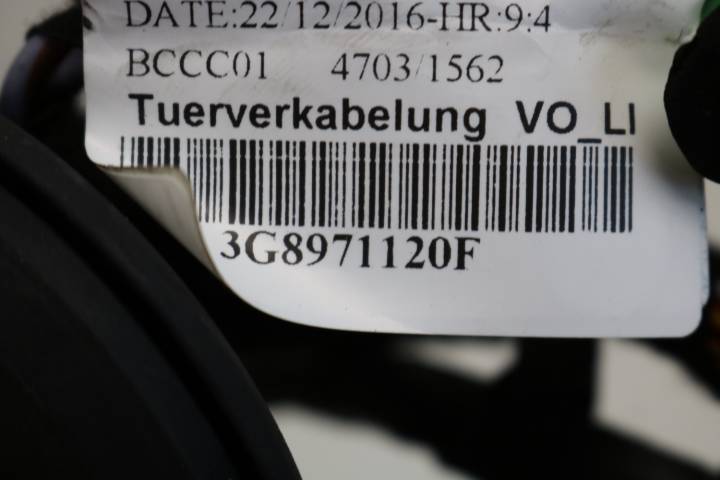 DATE:22/12/2016-HR:9:4
BCCC01 4703/1562
Tuerverkabelung VO_LI
3G8971120F